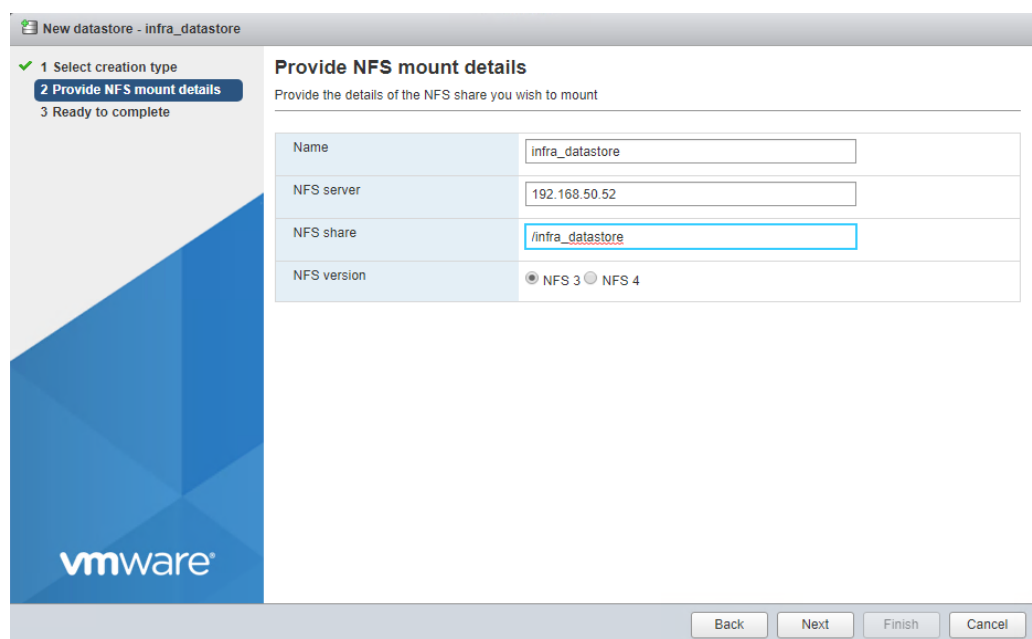 New datastore - infra_datastore
1 Select creation type
2 Provide NFS mount details
3 Ready to complete
Provide NFS mount details
Provide the details of the NFS share you wish to mount
Name
infra_datastore
NFS server
192.168.50.52
NFS share
/infra_datastore
NFS version
NFS 3 NFS 4
vmware®
Back Next Finish Cancel